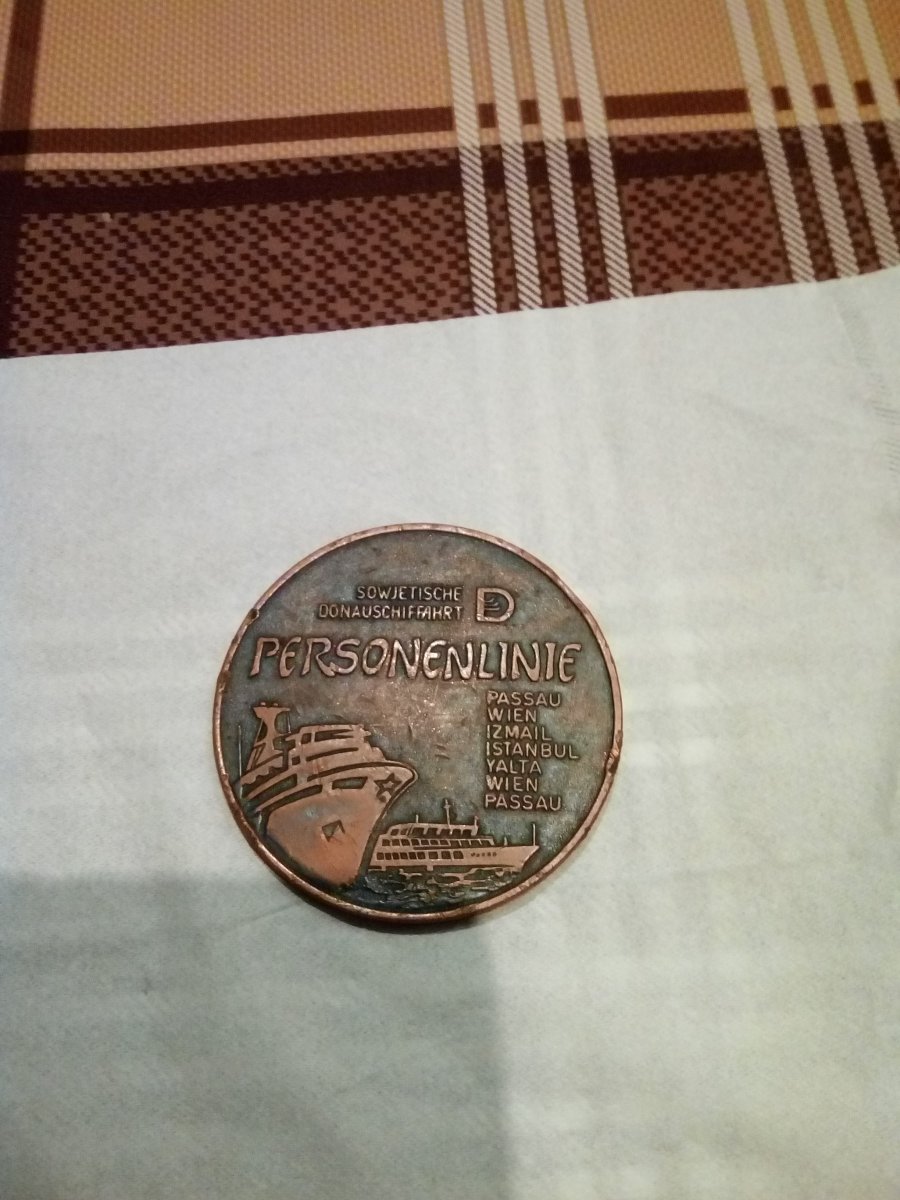 SOWJETISCHE
DONAUSCHIFFAHRT
D
PERSONENLINIE
PASSAU
WIEN
IZMAIL
ISTANBUL
YALTA
WIEN
PASSAU